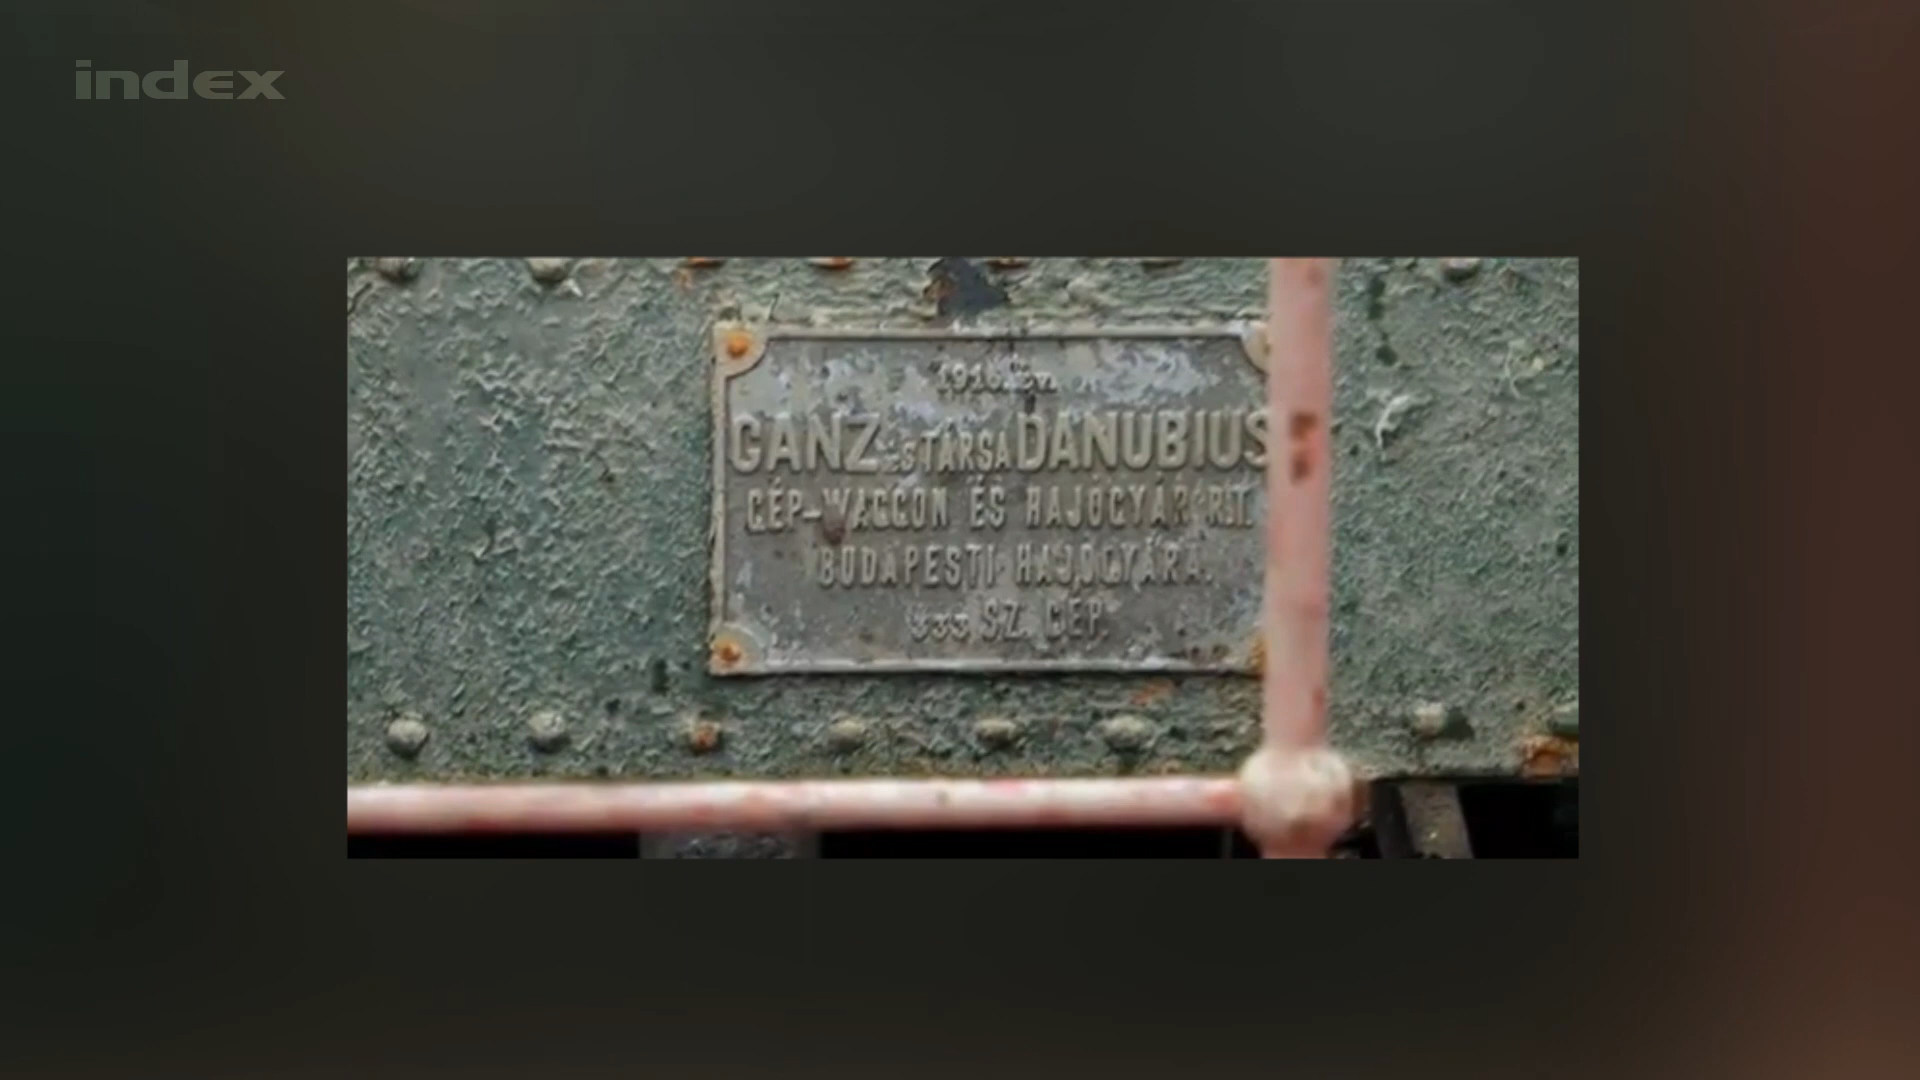 index
GANZ ÉS TÁRSA DANUBIUS
GÉP-WAGGON ÉS HAJÓGYÁR R.T.
BUDAPESTI HAJÓGYÁRA.
SZ. GÉP.